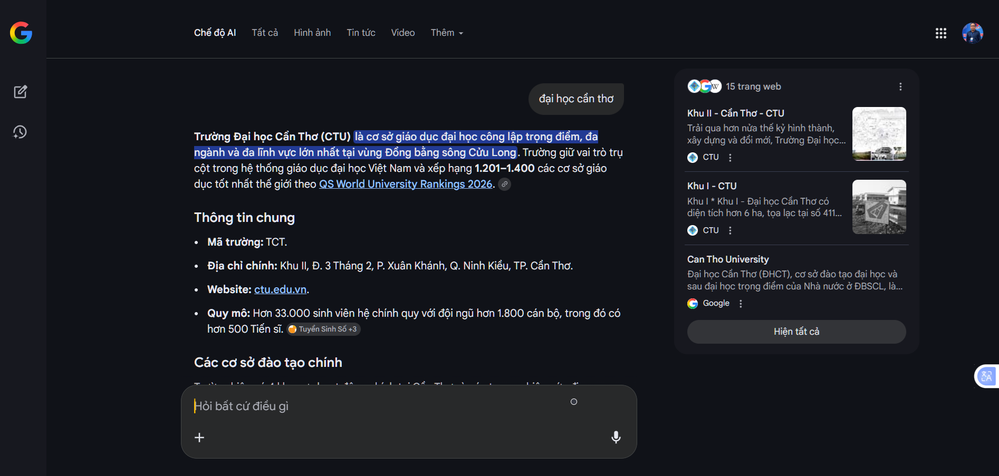 Chế độ AI
Tất cả
Hình ảnh
Tin tức
Video
Thêm
đại học cần thơ
Trường Đại học Cần Thơ (CTU) là cơ sở giáo dục đại học công lập trọng điểm, đa
ngành và đa lĩnh vực lớn nhất tại vùng Đồng bằng sông Cửu Long. Trường giữ vai trò trụ
cột trong hệ thống giáo dục đại học Việt Nam và xếp hạng 1.201–1.400 các cơ sở giáo
dục tốt nhất thế giới theo QS World University Rankings 2026.
Thông tin chung
• Mã trường: TCT.
• Địa chỉ chính: Khu II, Đ. 3 Tháng 2, P. Xuân Khánh, Q. Ninh Kiều, TP. Cần Thơ.
• Website: ctu.edu.vn.
• Quy mô: Hơn 33.000 sinh viên hệ chính quy với đội ngũ hơn 1.800 cán bộ, trong đó có
hơn 500 Tiến sĩ. Tuyển Sinh Số +3
Các cơ sở đào tạo chính
Hỏi bất cứ điều gì
W
15 trang web
Khu II - Cần Thơ - CTU
Trải qua hơn nửa thế kỷ hình thành,
xây dựng và đổi mới, Trường Đại học...
CTU
Khu I - CTU
Khu I * Khu I - Đại học Cần Thơ có
diện tích hơn 6 ha, tọa lạc tại số 411...
CTU
Can Tho University
Đại học Cần Thơ (ĐHCT), cơ sở đào tạo đại học và
sau đại học trọng điểm của Nhà nước ở ĐBSCL, là...
Google
Hiện tất cả